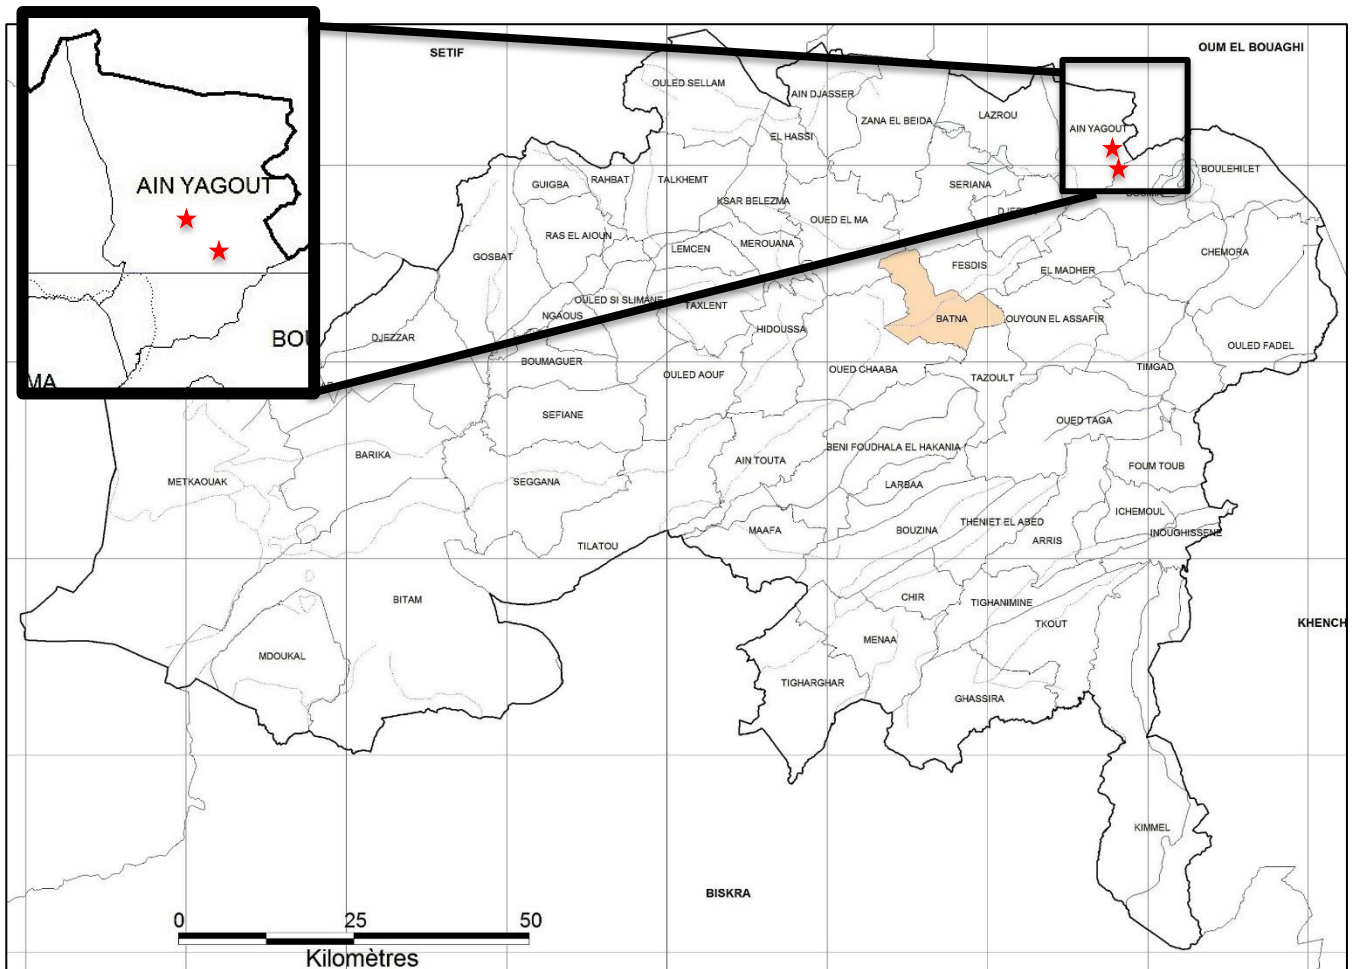 SETIF
OUM EL BOUAGHI
OULED SELLAM
AIN DJASSER
ZANA EL BEIDA
LAZROU
AIN YAGOUT
EL HASSI
BOULEHILET
AIN YAGOUT
GUIGBA
RAHBAT
TALKHEMT
KSAR BELEZMA
SERIANA
OUED EL MA
RAS EL AIOUN
LEMCEN
MEROUANA
GOSBAT
FESDIS
EL MADHER
CHEMORA
OULED SI SLIMANE
TAXLENT
NGAOUS
HIDOUSSA
BATNA
OUYOUN EL ASSAFIR
BOU
DJEZZAR
OULED FADEL
BOUMAGUER
OULED AOUF
OUED CHAABA
TAZOULT
TIMGAD
MA
SEFIANE
OUED TAGA
BARIKA
AIN TOUTA
BENI FOUDHALA EL HAKANIA
FOUM TOUB
METKAOUAK
SEGGANA
LARBAA
ICHEMOUL
MAAFA
BOUZINA
THENIET EL ABED
ARRIS
INOUGHISSENE
TILATOU
BITAM
CHIR
TIGHANIMINE
TKOUT
KHENCH
MENAA
MDOUKAL
TIGHARGHAR
GHASSIRA
KIMMEL
BISKRA
0 25 50
Kilomètres